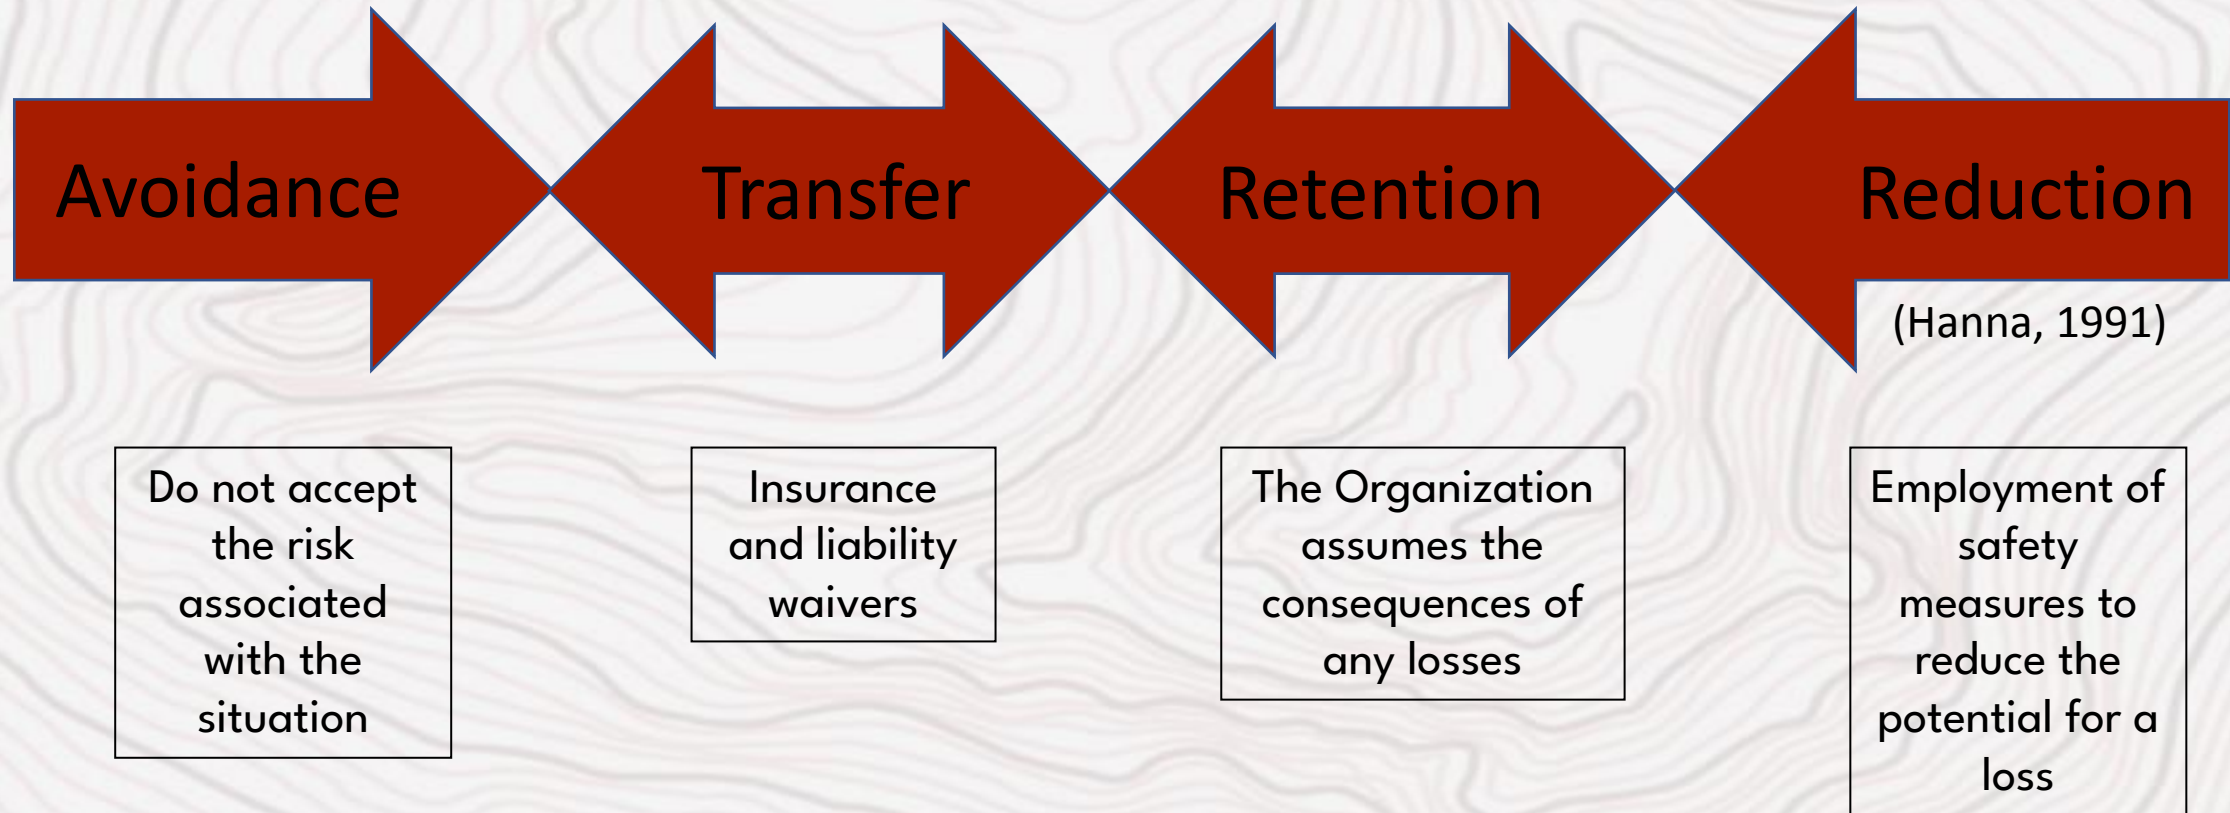 Avoidance
Transfer
Retention
Reduction
(Hanna, 1991)
Do not accept
the risk
associated
with the
situation
Insurance
and liability
waivers
The Organization
assumes the
consequences of
any losses
Employment of
safety
measures to
reduce the
potential for a
loss